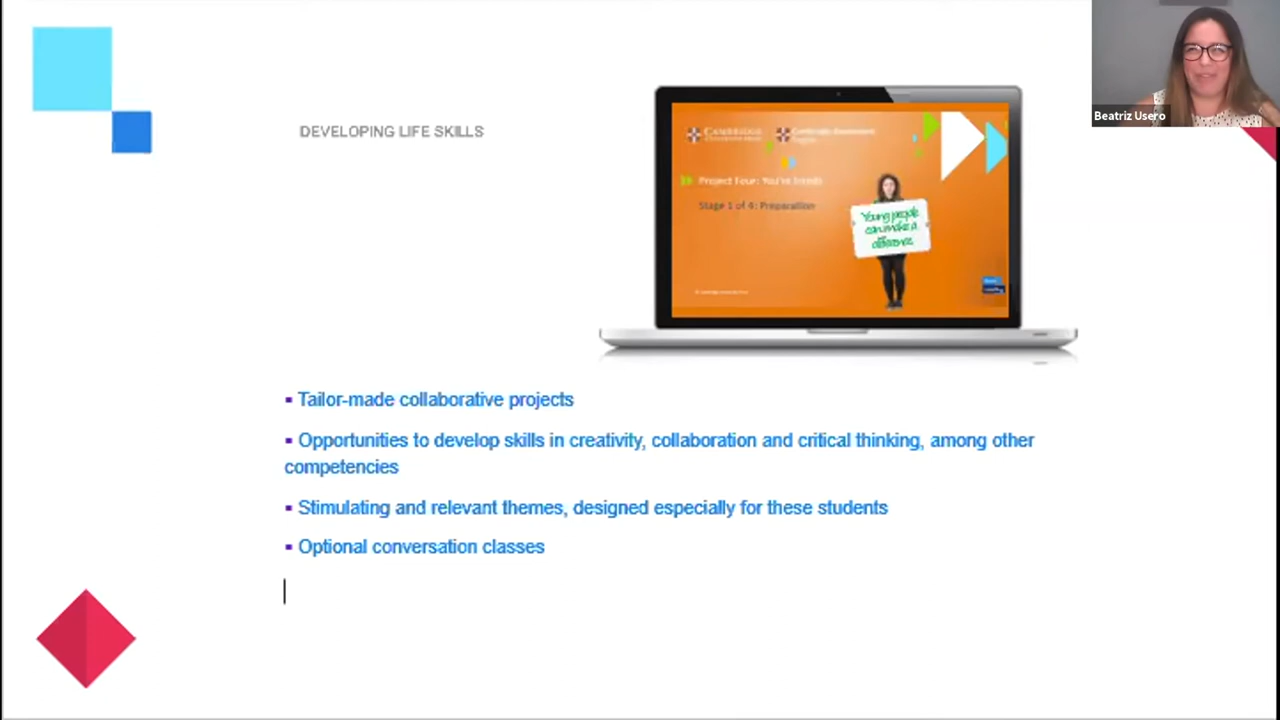 Beatriz Usero
DEVELOPING LIFE SKILLS
CAMBRIDGE
Project Four: You're
Stage 1 of 4: Preparation
Young people
can make a
difference
▪ Tailor-made collaborative projects
▪ Opportunities to develop skills in creativity, collaboration and critical thinking, among other
competencies
▪ Stimulating and relevant themes, designed especially for these students
▪ Optional conversation classes